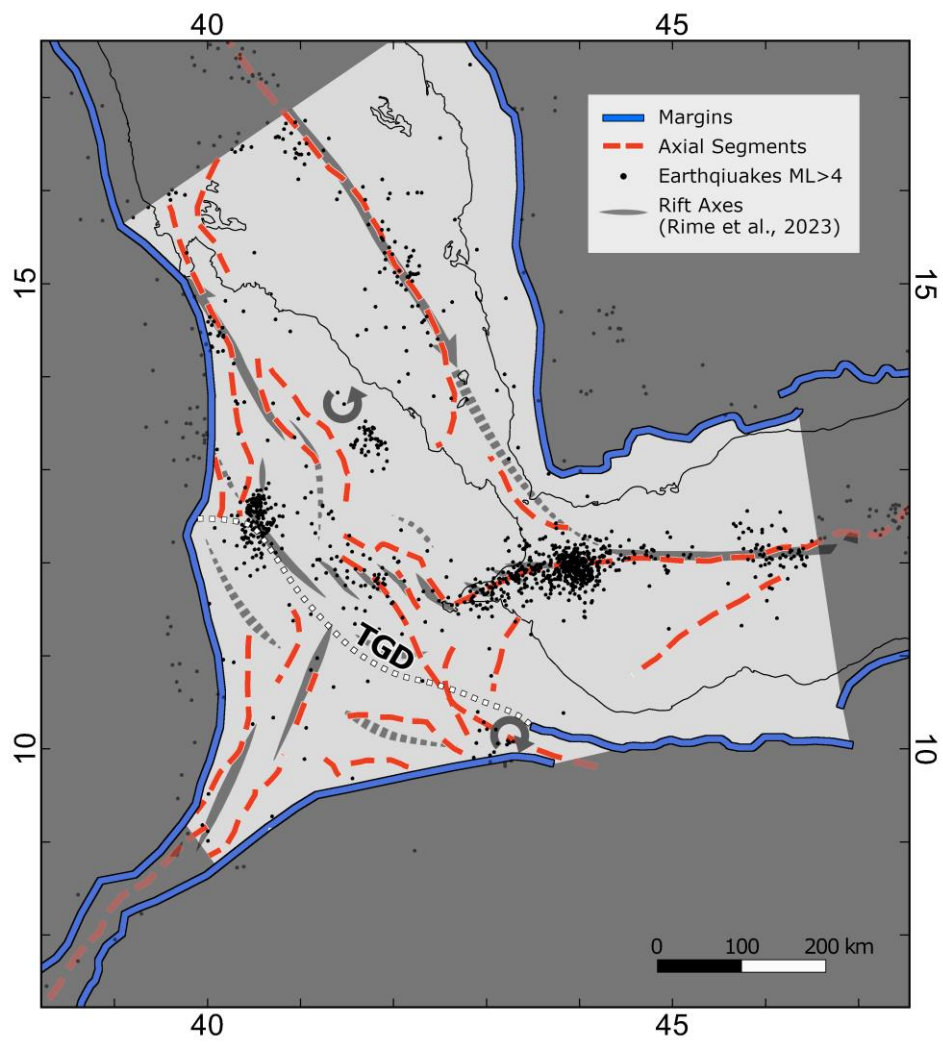 40 45
Margins
Axial Segments
Earthqiuakes ML>4
Rift Axes
(Rime et al., 2023)
15 15
TGD
10 10
0 100 200 km
40 45